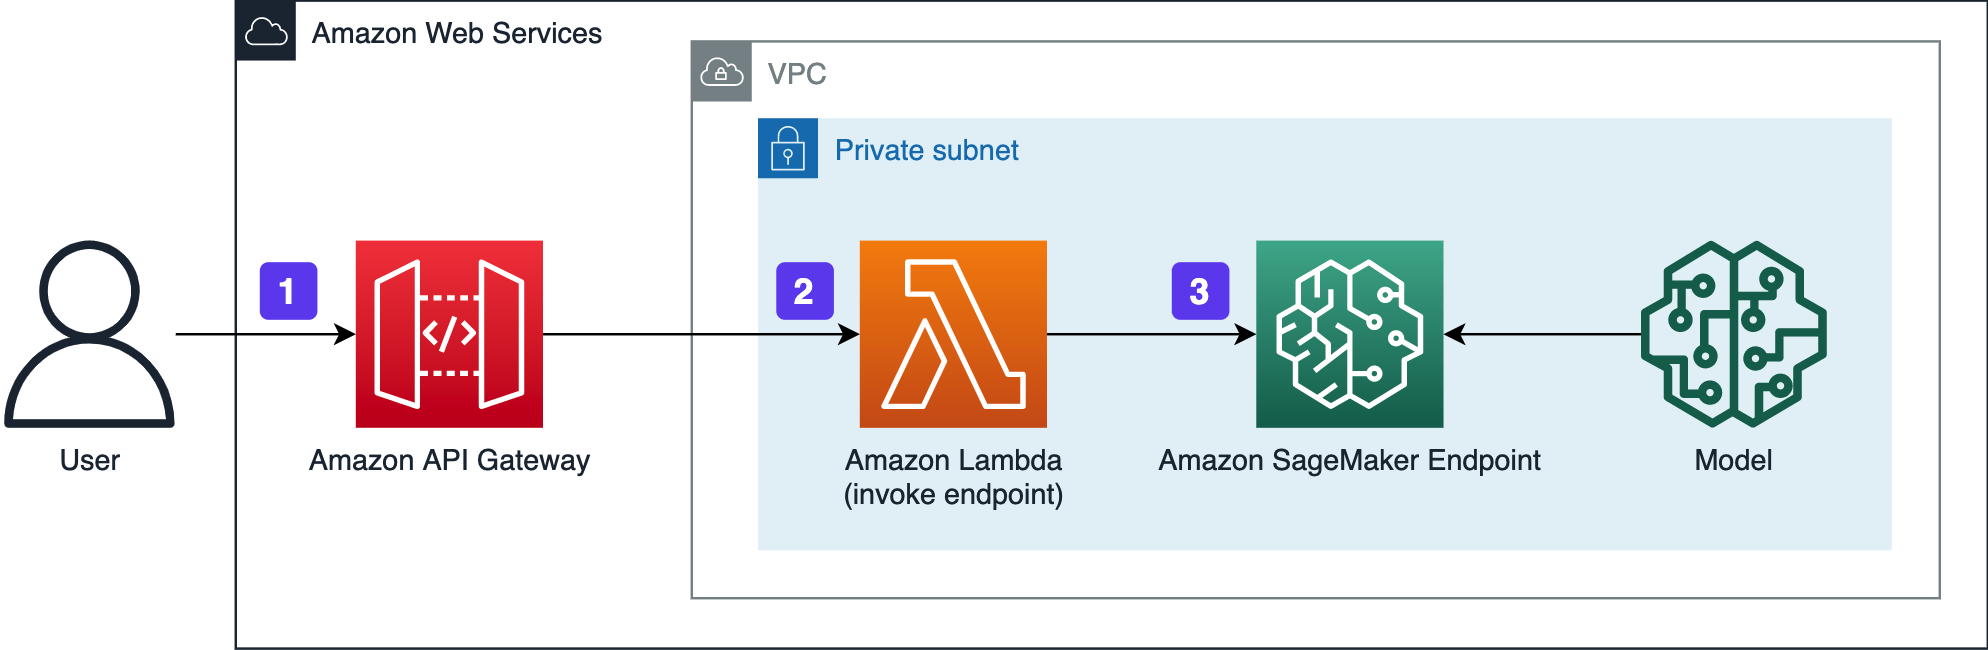 Amazon Web Services
VPC
Private subnet
1
2
3
</>
User
Amazon API Gateway
Amazon Lambda
(invoke endpoint)
Amazon SageMaker Endpoint
Model